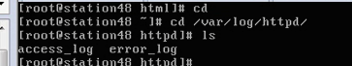 [root@station48 html]# cd
[root@station48 ~]# cd /var/log/httpd/
[root@station48 httpd]# ls
access_log  error_log
[root@station48 httpd]#